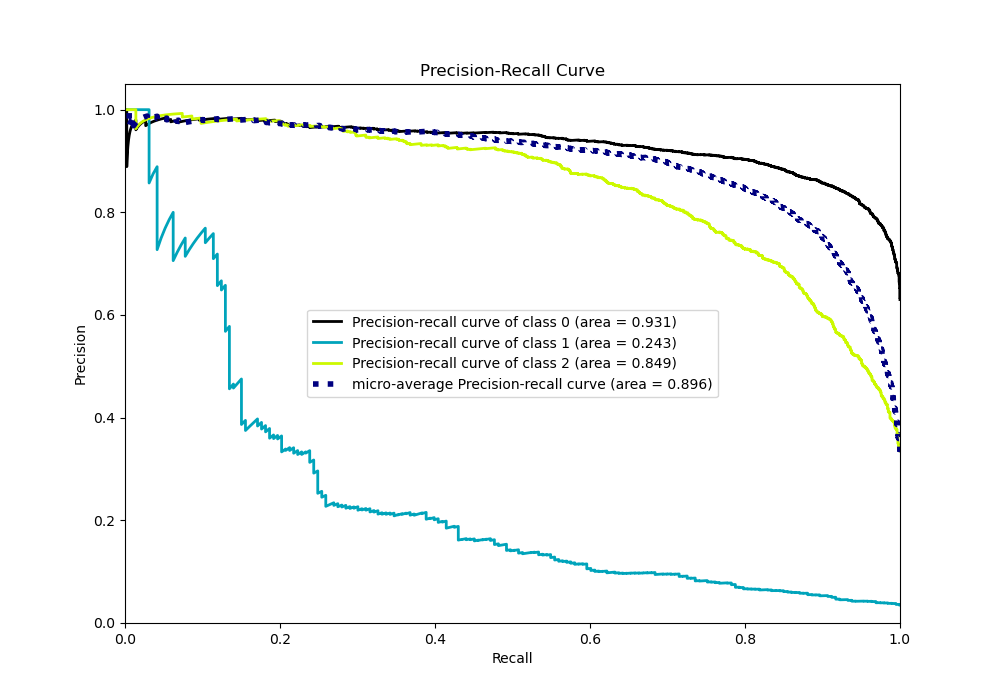 Precision-Recall Curve
1.0
0.8
0.6
0.4
0.2
0.0
Precision
Precision-recall curve of class 0 (area = 0.931)
Precision-recall curve of class 1 (area = 0.243)
Precision-recall curve of class 2 (area = 0.849)
micro-average Precision-recall curve (area = 0.896)
0.0 0.2 0.4 0.6 0.8 1.0
Recall